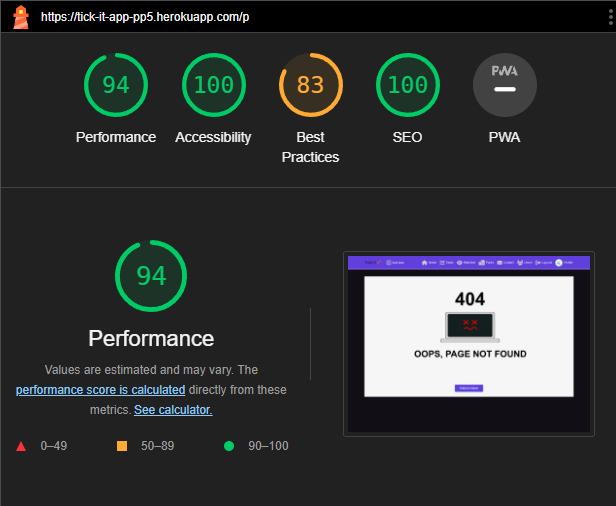 https://tick-it-app-pp5.herokuapp.com/p
94
100
83
100
PWA
Performance
Accessibility
Best
Practices
SEO
PWA
94
Performance
Values are estimated and may vary. The
performance score is calculated directly from these
metrics. See calculator.
0–49
50–89
90–100
404
OOPS, PAGE NOT FOUND